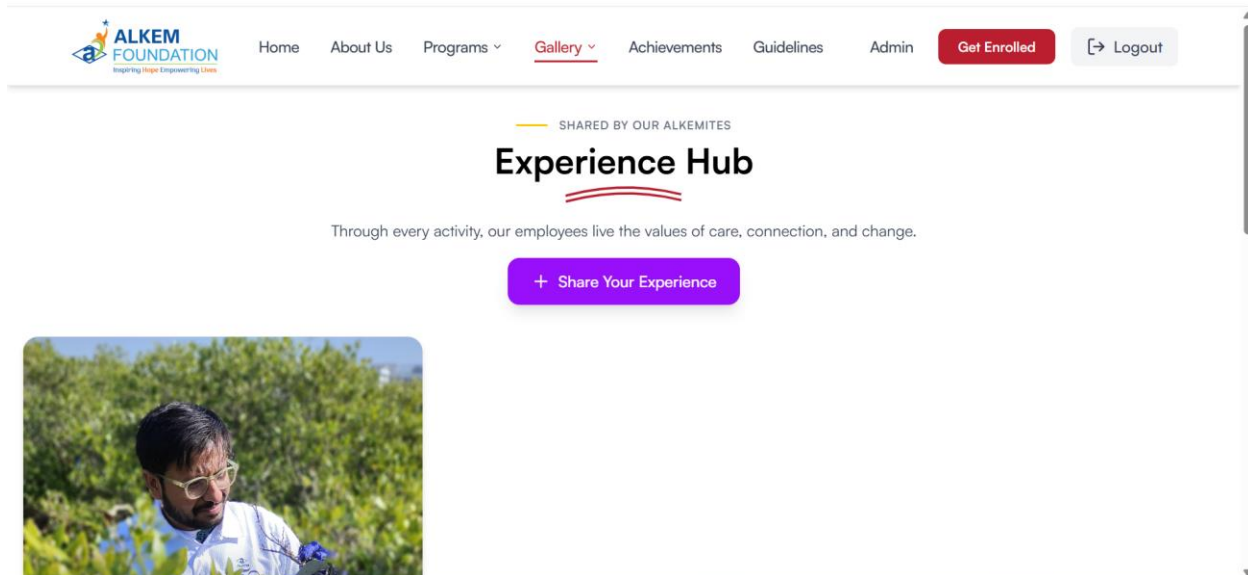 ALKEM
FOUNDATION
Inspiring Hope Empowering Lives
Home About Us Programs Gallery Achievements Guidelines Admin Get Enrolled Logout
SHARED BY OUR ALKEMITES
Experience Hub
Through every activity, our employees live the values of care, connection, and change.
+ Share Your Experience